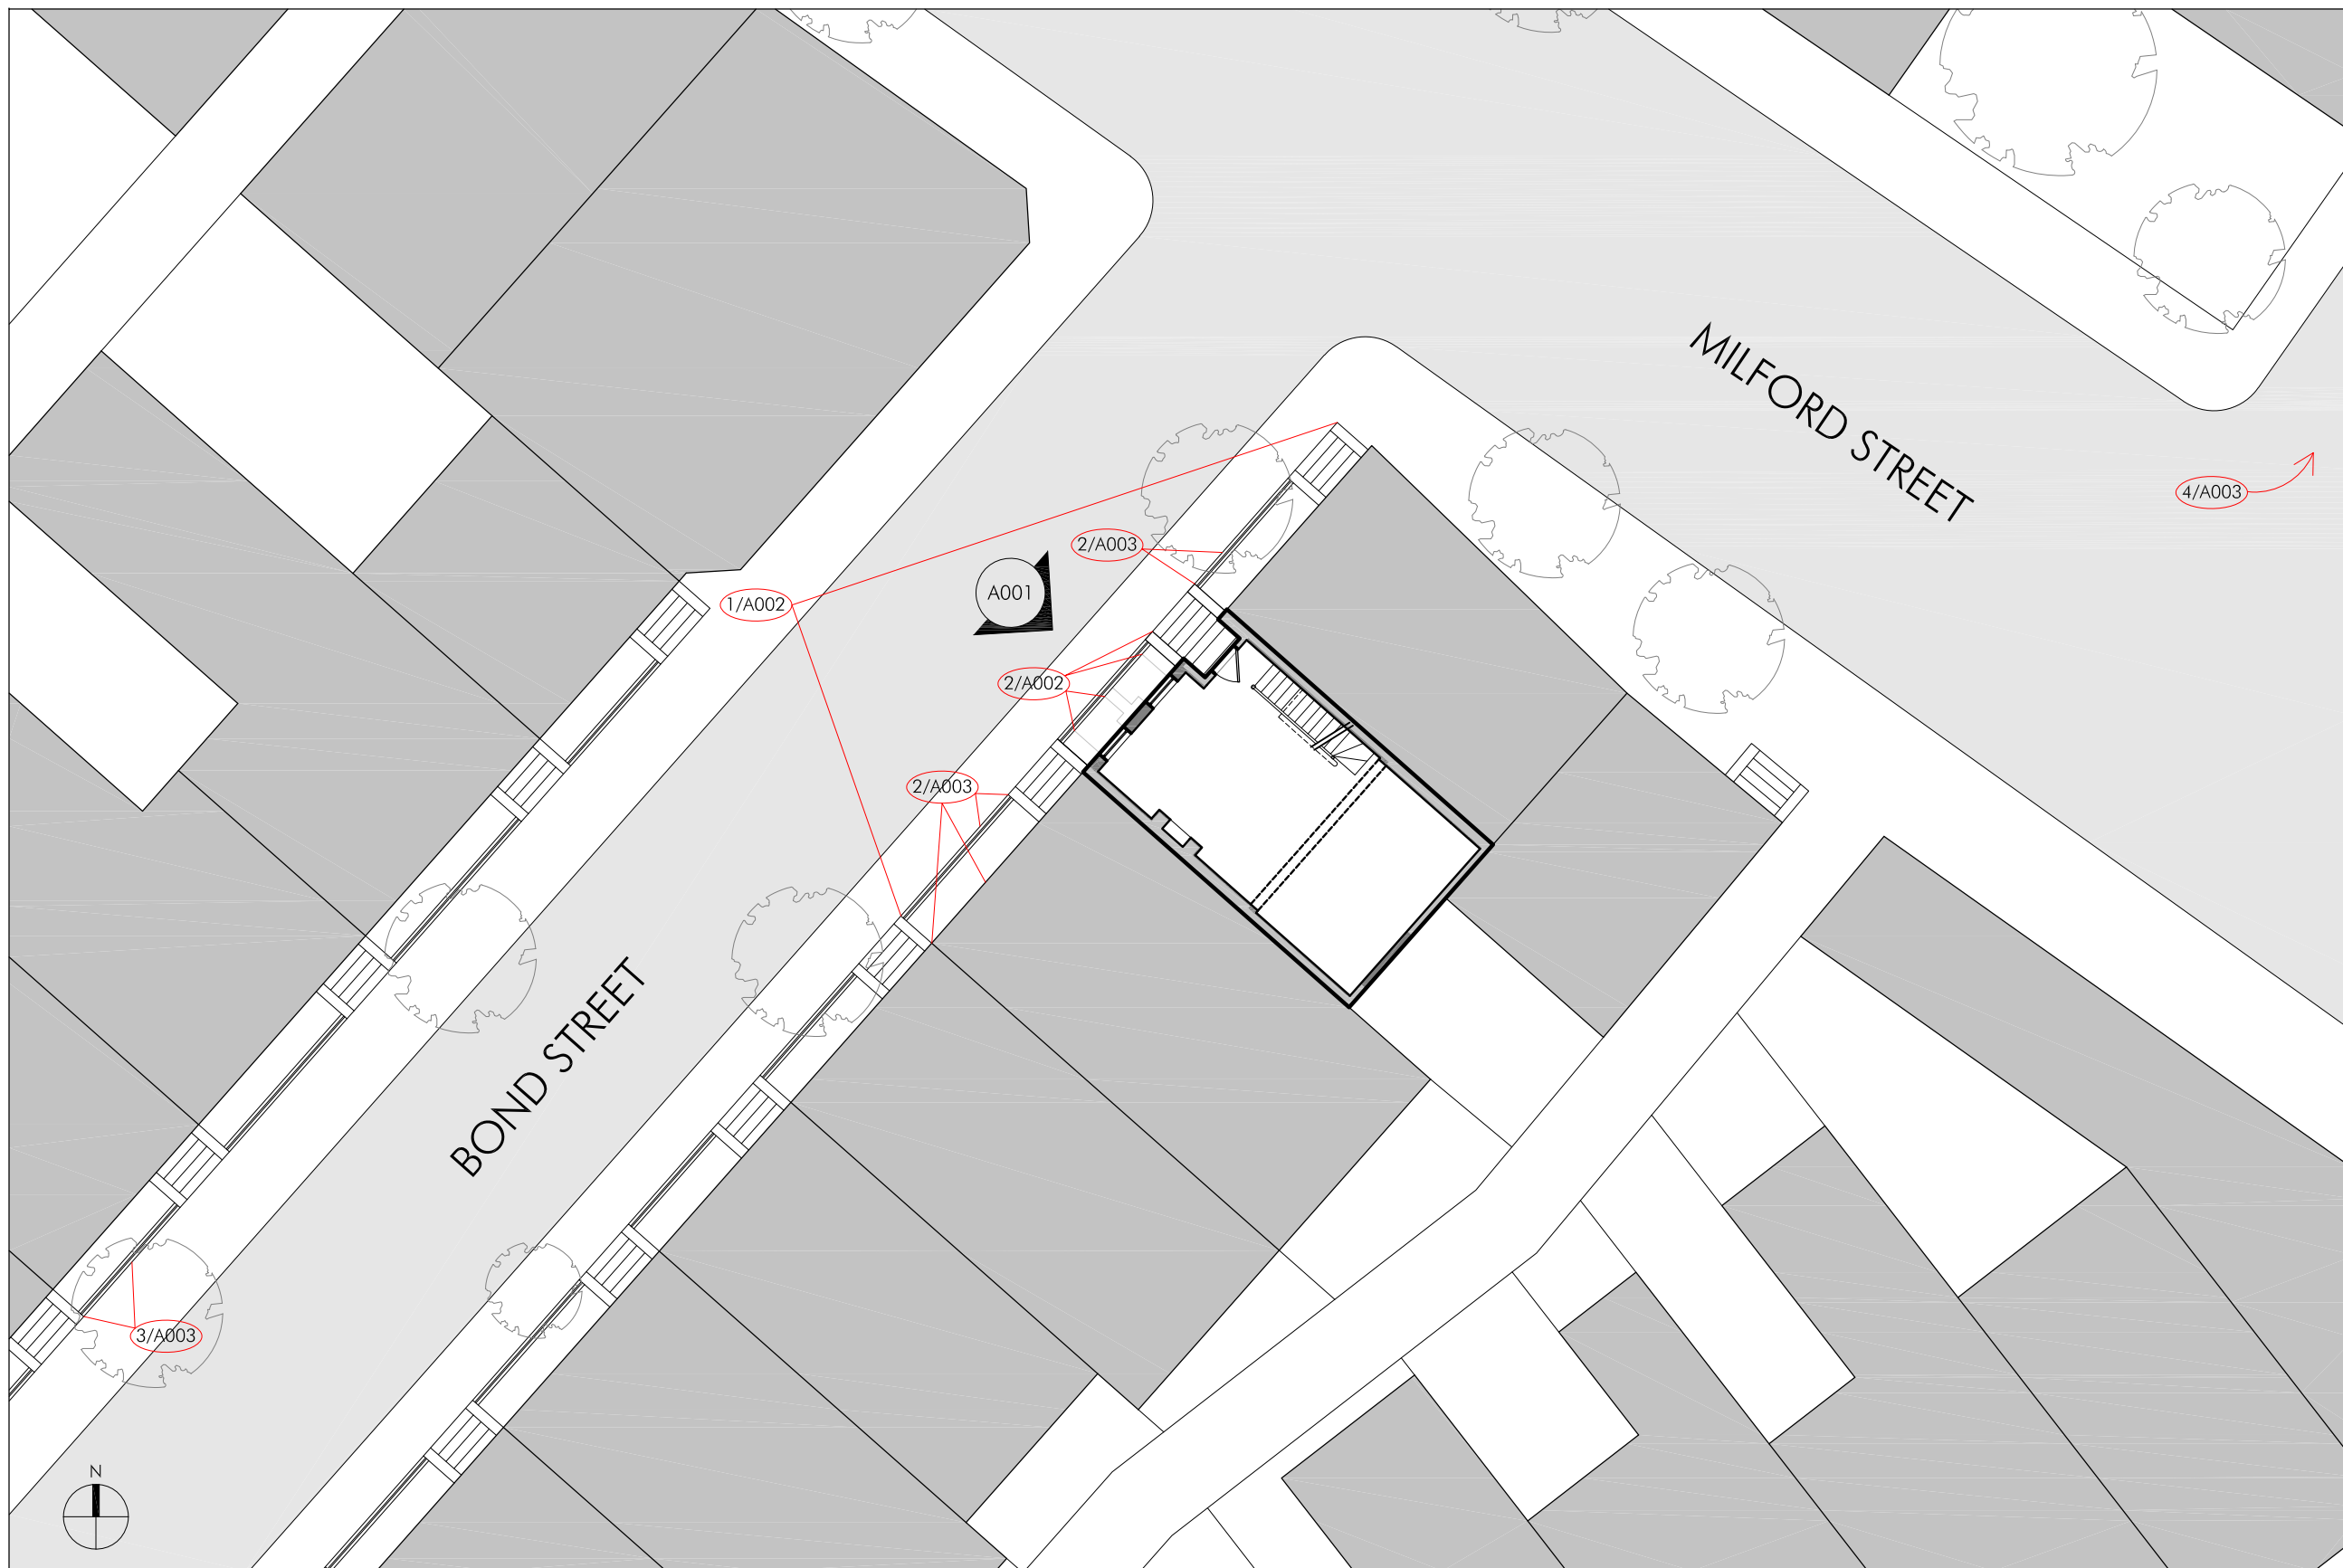 MILFORD STREET
4/A003
2/A003
A001
1/A002
2/A002
2/A003
BOND STREET
3/A003
N